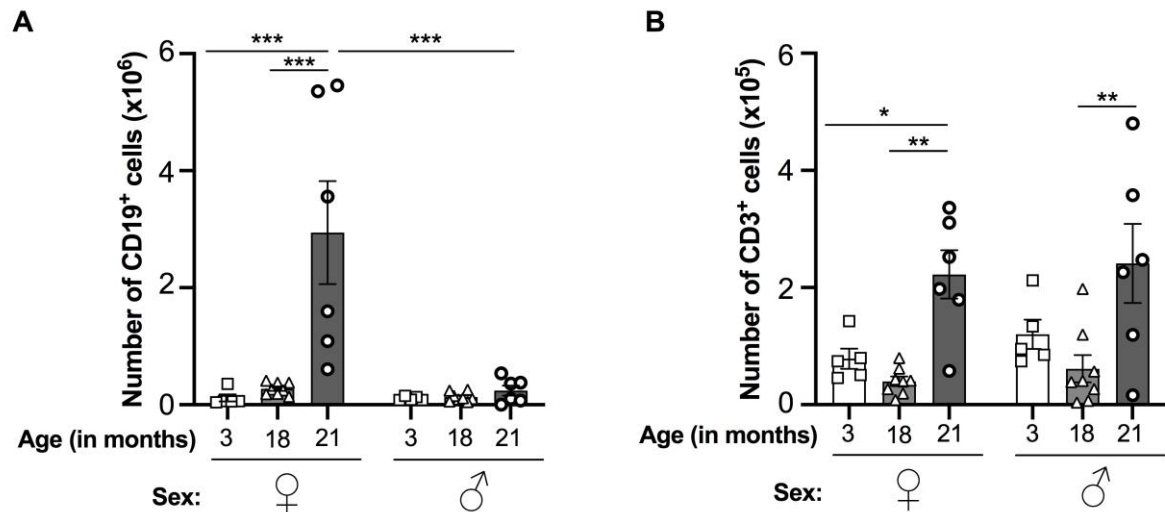 A
Number of CD19⁺ cells (x10⁶)
6
4
2
0
***
***
***
Age (in months) 3 18 21 3 18 21
Sex: ♀ ♂
B
Number of CD3⁺ cells (x10⁵)
6
4
2
0
*
**
**
Age (in months) 3 18 21 3 18 21
Sex: ♀ ♂